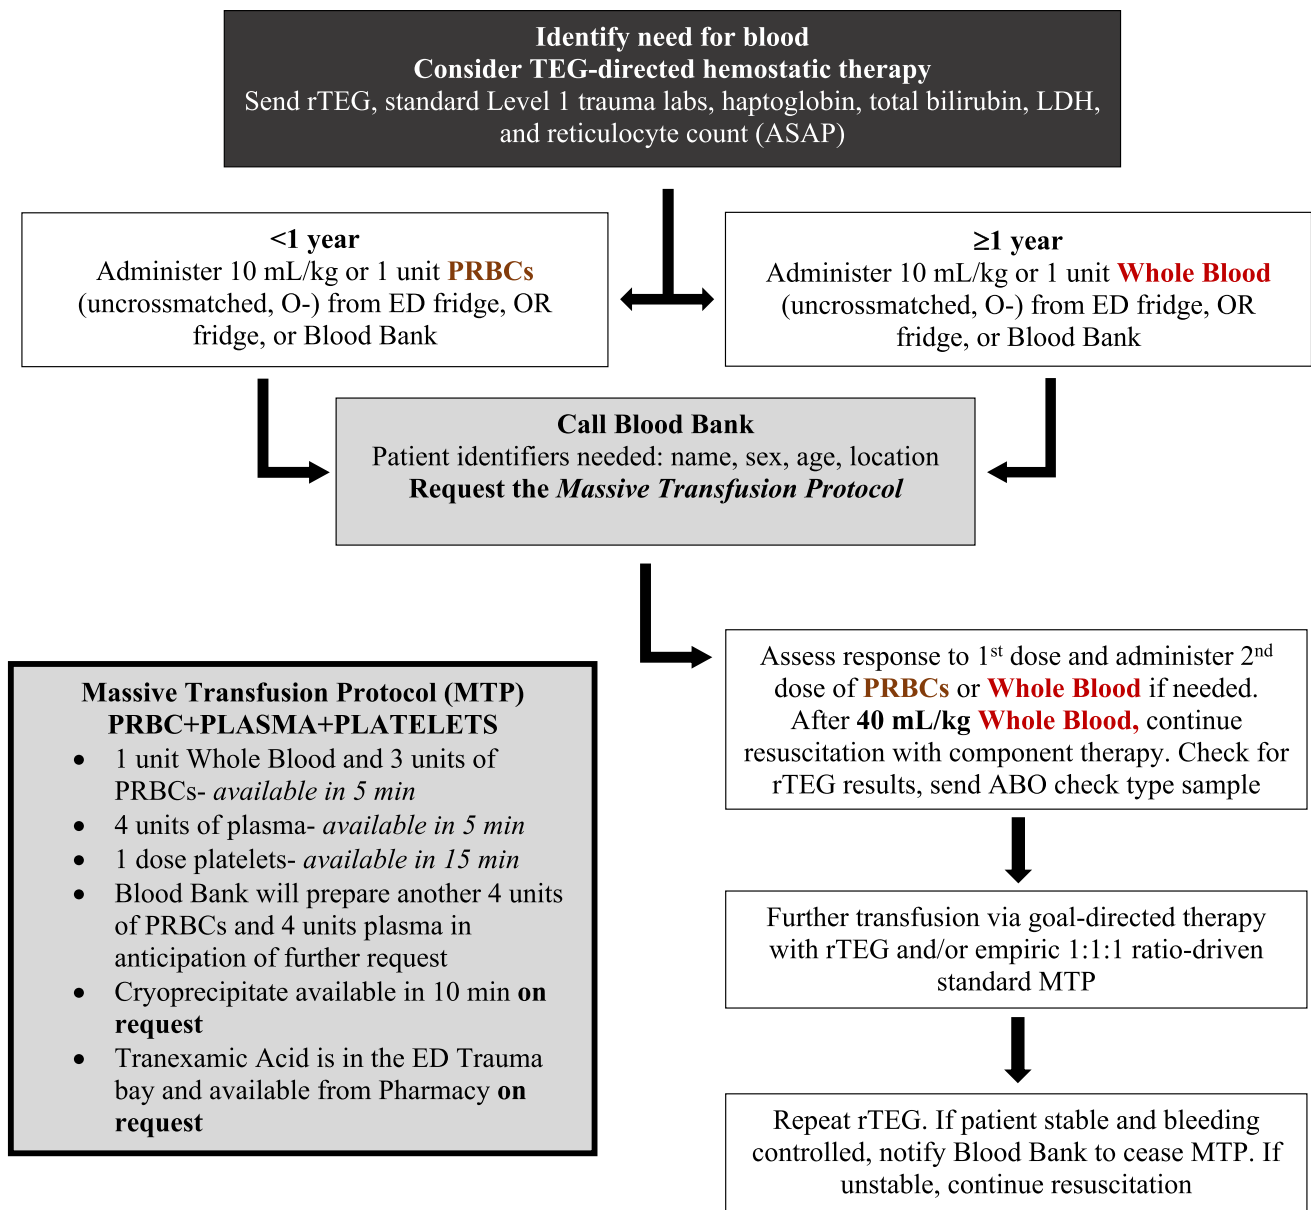 Identify need for blood
Consider TEG-directed hemostatic therapy
Send rTEG, standard Level 1 trauma labs, haptoglobin, total bilirubin, LDH,
and reticulocyte count (ASAP)
<1 year
Administer 10 mL/kg or 1 unit PRBCs
(uncrossmatched, O-) from ED fridge, OR
fridge, or Blood Bank
≥1 year
Administer 10 mL/kg or 1 unit Whole Blood
(uncrossmatched, O-) from ED fridge, OR
fridge, or Blood Bank
Call Blood Bank
Patient identifiers needed: name, sex, age, location
Request the Massive Transfusion Protocol
Massive Transfusion Protocol (MTP)
PRBC+PLASMA+PLATELETS
• 1 unit Whole Blood and 3 units of
PRBCs- available in 5 min
• 4 units of plasma- available in 5 min
• 1 dose platelets- available in 15 min
• Blood Bank will prepare another 4 units
of PRBCs and 4 units plasma in
anticipation of further request
• Cryoprecipitate available in 10 min on
request
• Tranexamic Acid is in the ED Trauma
bay and available from Pharmacy on
request
Assess response to 1st dose and administer 2nd
dose of PRBCs or Whole Blood if needed.
After 40 mL/kg Whole Blood, continue
resuscitation with component therapy. Check for
rTEG results, send ABO check type sample
Further transfusion via goal-directed therapy
with rTEG and/or empiric 1:1:1 ratio-driven
standard MTP
Repeat rTEG. If patient stable and bleeding
controlled, notify Blood Bank to cease MTP. If
unstable, continue resuscitation